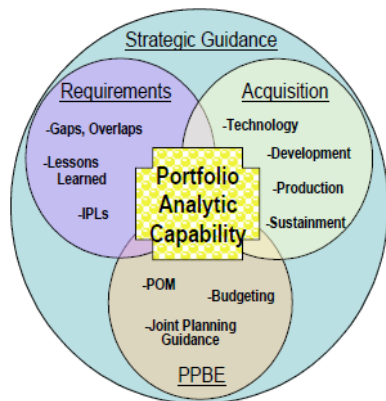 Strategic Guidance
Requirements
-Gaps, Overlaps
-Lessons
Learned
-IPLs
Acquisition
-Technology
-Development
-Production
-Sustainment
Portfolio
Analytic
Capability
-POM
-Budgeting
-Joint Planning
Guidance
PPBE